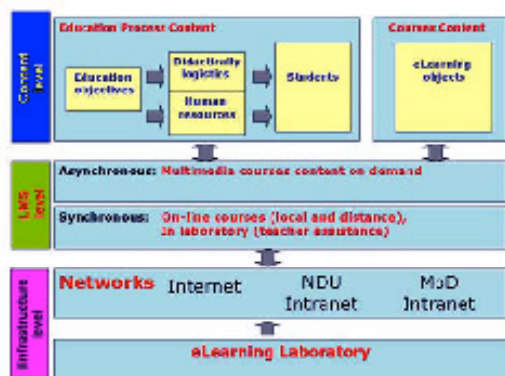 Content level
Education Process Content
Education
objectives
Didactically
logistics
Human
resources
Students
Courses Content
eLearning
objects
LMS level
Asynchronous: Multimedia courses content on demand
Synchronous: On-line courses (local and distance),
In laboratory (teacher assistance)
Infrastructure
level
Networks
Internet
NDU
Intranet
MoD
Intranet
eLearning Laboratory